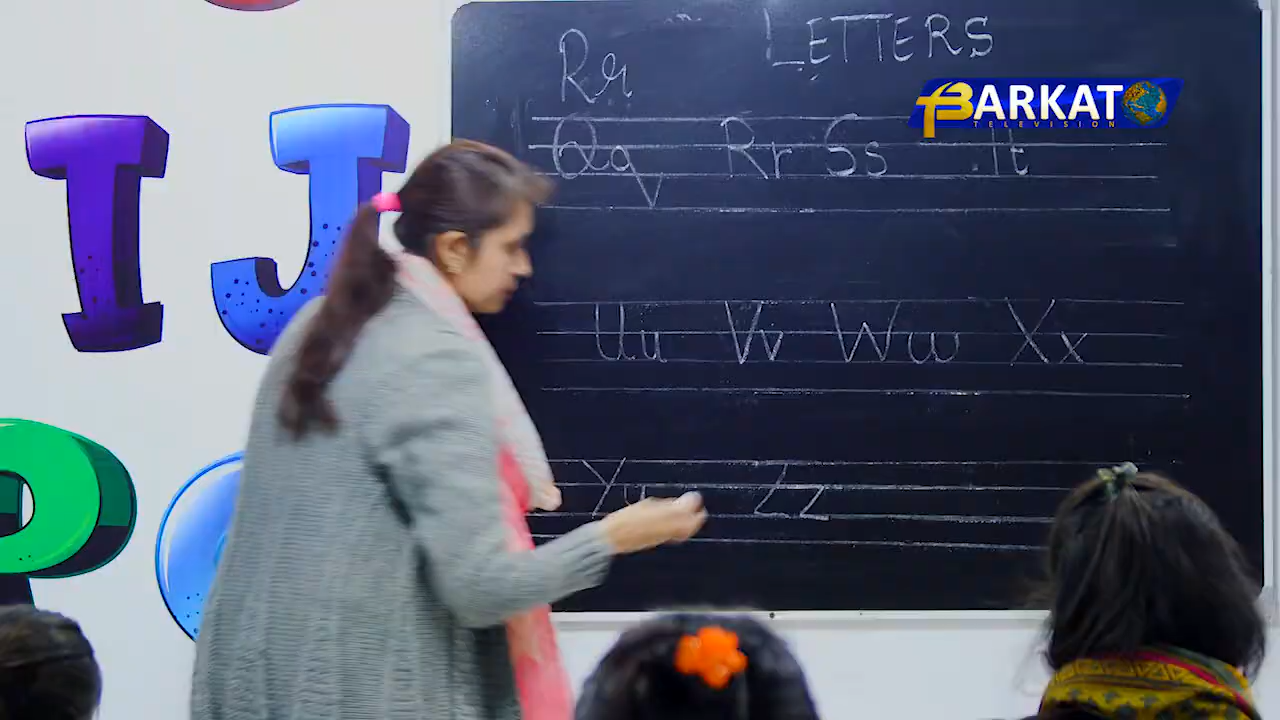 LETTERS
Rr
BARKAT
TELEVISION
I J
Qq Rr Ss Tt
Uu Vv Ww Xx
P
Yy Zz